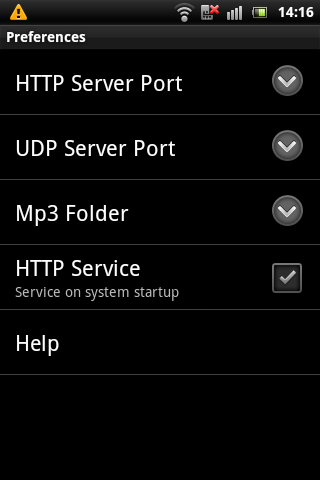 14:16
Preferences
HTTP Server Port
UDP Server Port
Mp3 Folder
HTTP Service
Service on system startup
Help